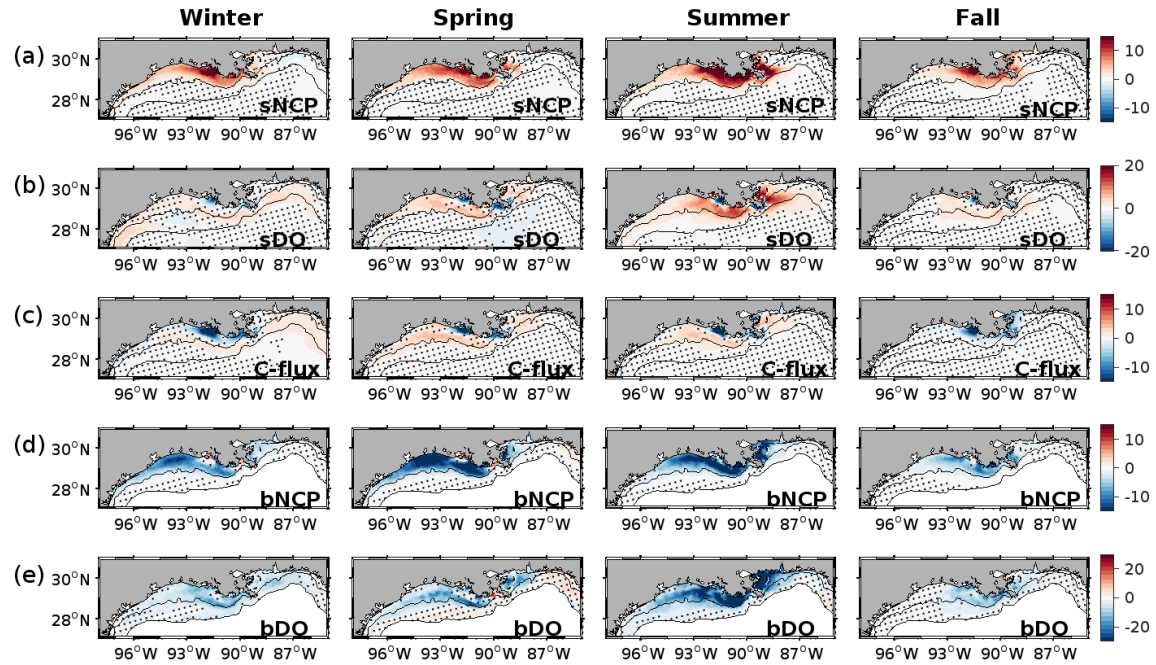 Winter Spring Summer Fall
(a) 30°N 28°N sNCP sNCP sNCP sNCP 10 0 -10
96°W 93°W 90°W 87°W 96°W 93°W 90°W 87°W 96°W 93°W 90°W 87°W 96°W 93°W 90°W 87°W
(b) 30°N 28°N sDO sDO sDO sDO 20 0 -20
96°W 93°W 90°W 87°W 96°W 93°W 90°W 87°W 96°W 93°W 90°W 87°W 96°W 93°W 90°W 87°W
(c) 30°N 28°N C-flux C-flux C-flux C-flux 10 0 -10
96°W 93°W 90°W 87°W 96°W 93°W 90°W 87°W 96°W 93°W 90°W 87°W 96°W 93°W 90°W 87°W
(d) 30°N 28°N bNCP bNCP bNCP bNCP 10 0 -10
96°W 93°W 90°W 87°W 96°W 93°W 90°W 87°W 96°W 93°W 90°W 87°W 96°W 93°W 90°W 87°W
(e) 30°N 28°N bDO bDO bDO bDO 20 0 -20
96°W 93°W 90°W 87°W 96°W 93°W 90°W 87°W 96°W 93°W 90°W 87°W 96°W 93°W 90°W 87°W